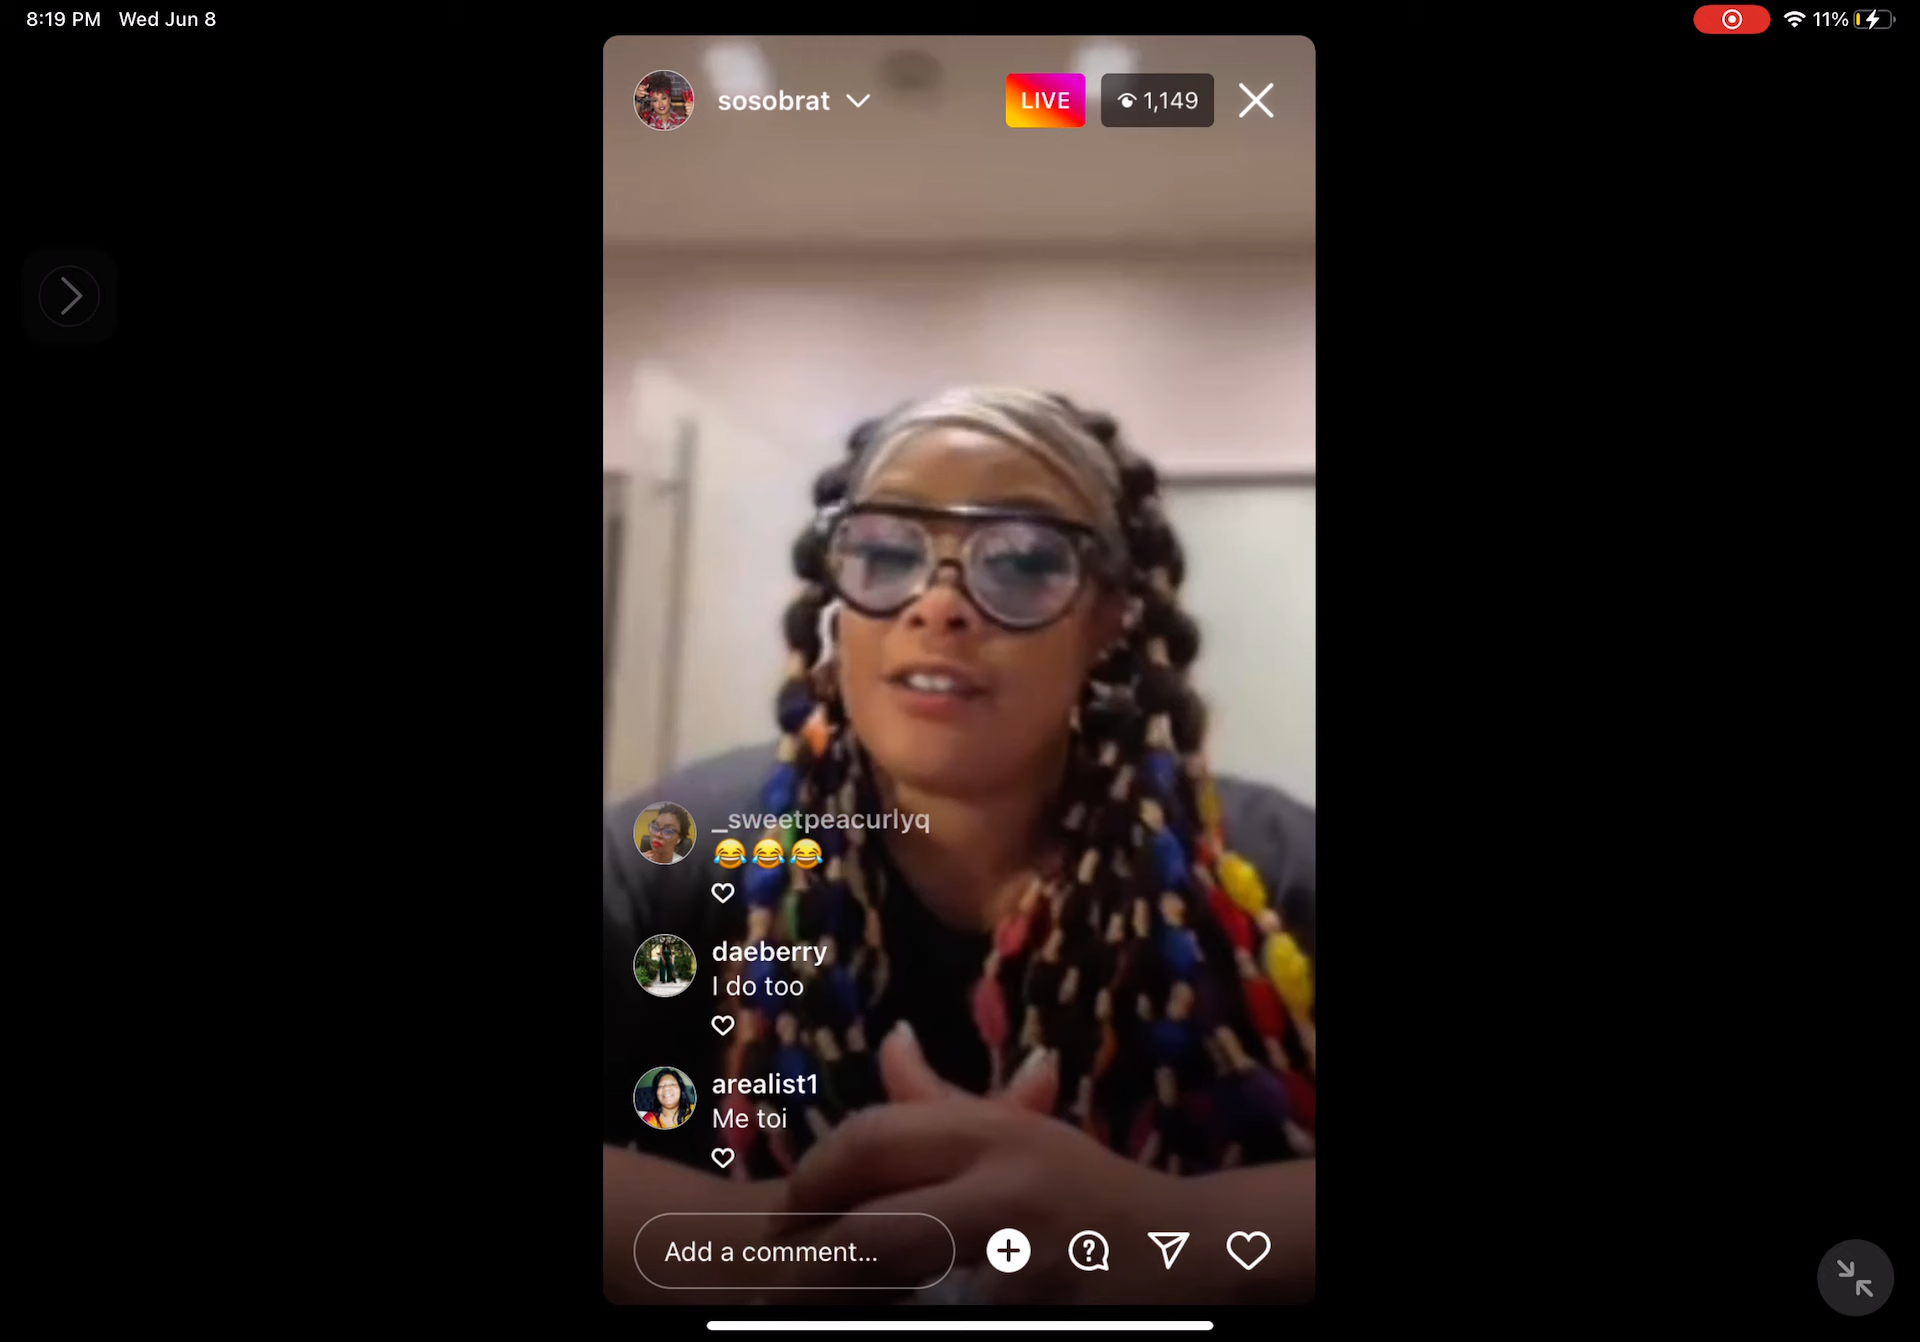 8:19 PM Wed Jun 8
11%
sosobrat
LIVE
1,149
_sweetpeacurlyq
😂😂😂
daeberry
I do too
arealist1
Me toi
Add a comment...